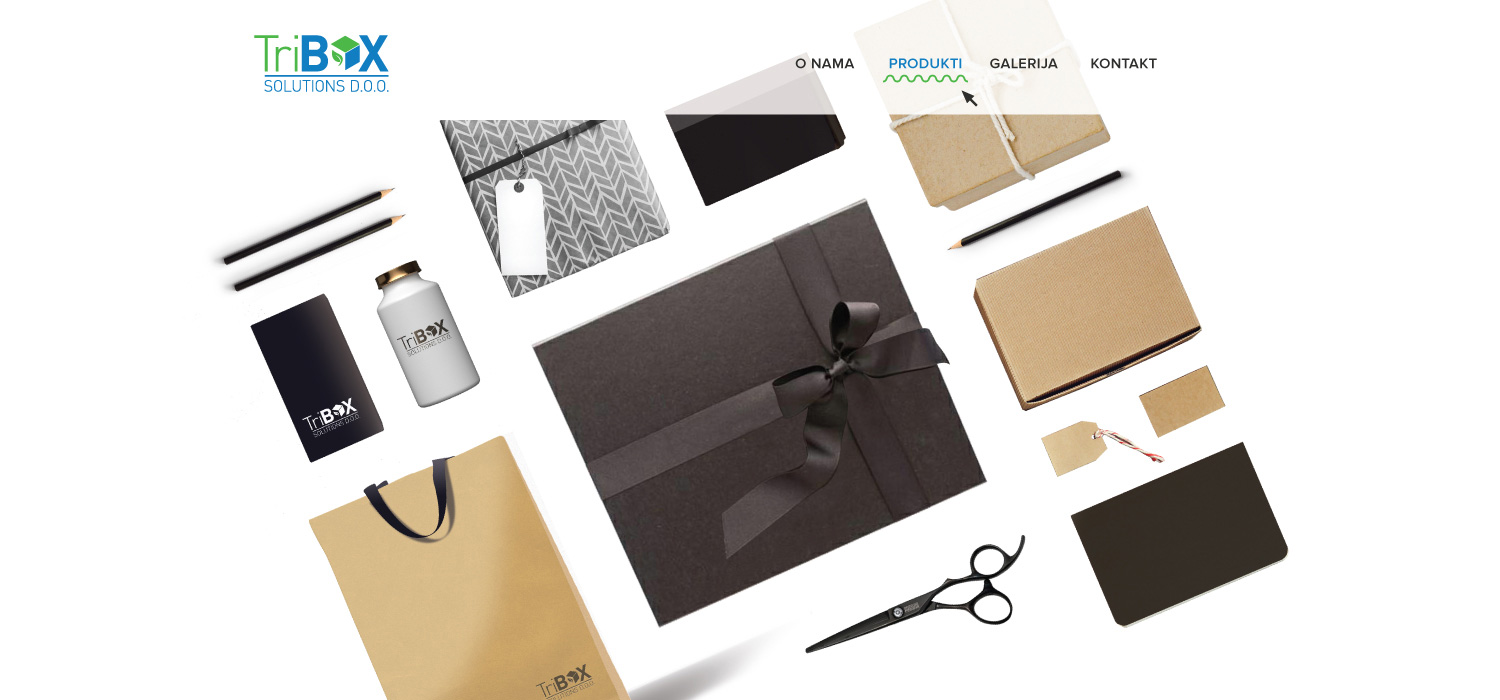 TriBOX
SOLUTIONS D.O.O.
O NAMA
PRODUKTI
GALERIJA
KONTAKT
TriBOX
SOLUTIONS D.O.O.
TriBOX
SOLUTIONS D.O.O.
TriBOX
SOLUTIONS D.O.O.